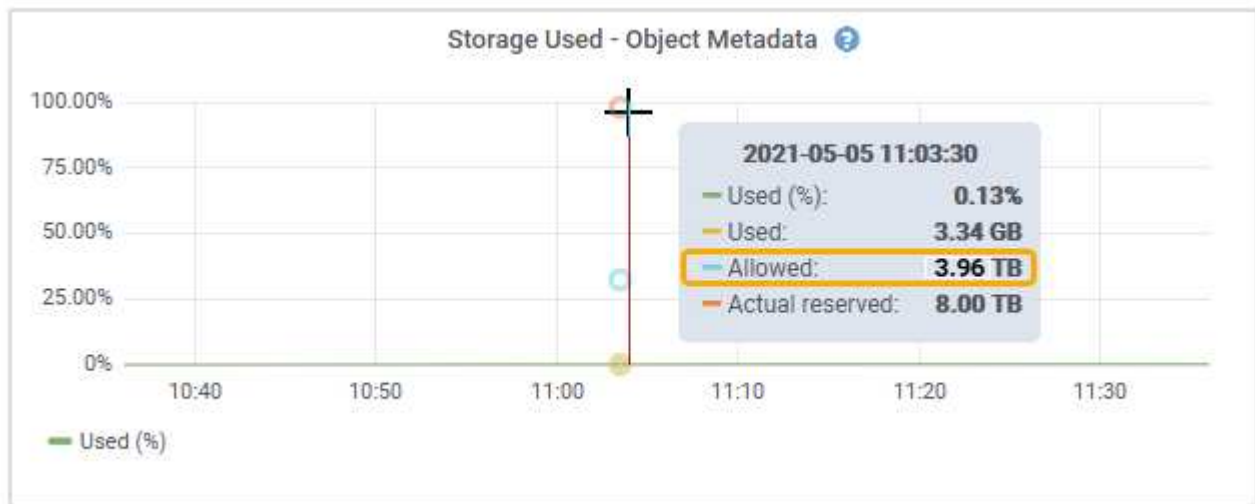 Storage Used - Object Metadata ?
100.00%
75.00%
50.00%
25.00%
0%
2021-05-05 11:03:30
Used (%): 0.13%
Used: 3.34 GB
Allowed: 3.96 TB
Actual reserved: 8.00 TB
10:40 10:50 11:00 11:10 11:20 11:30
Used (%)